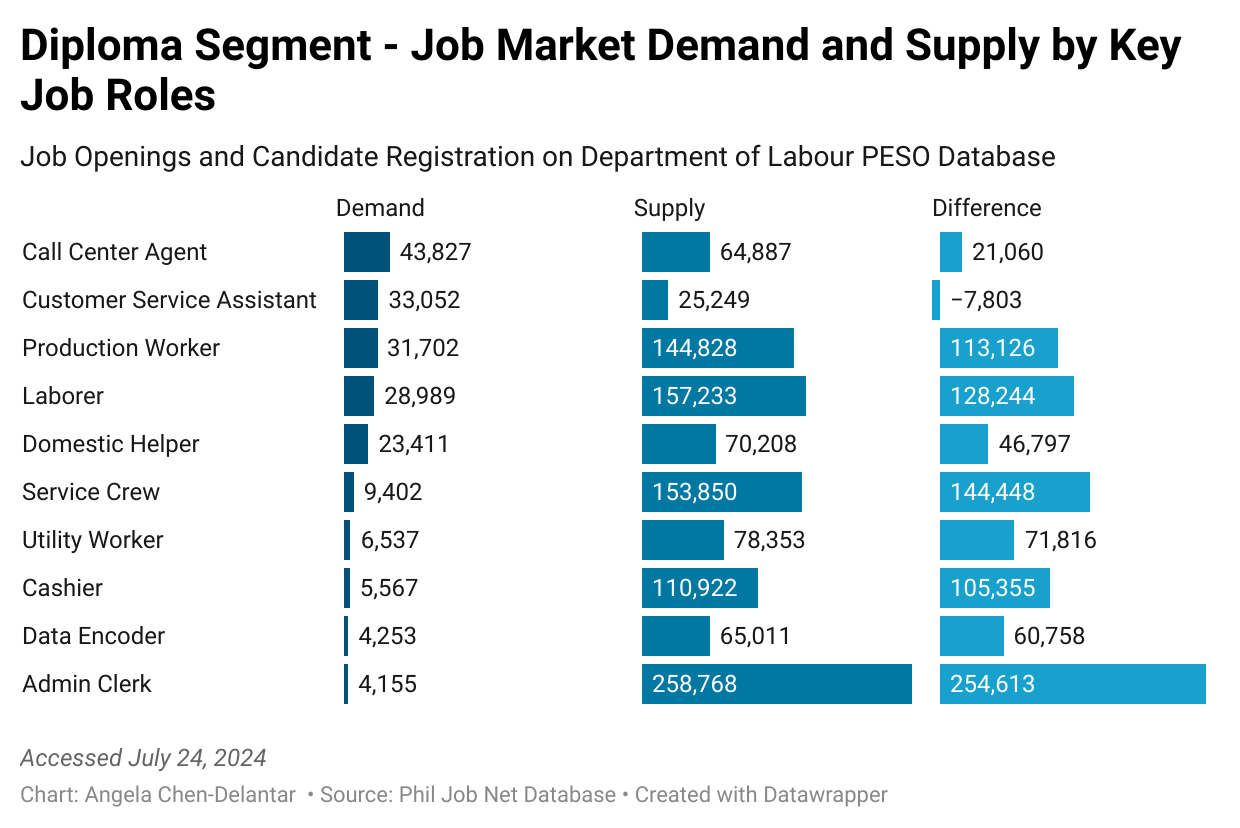 Diploma Segment - Job Market Demand and Supply by Key
Job Roles
Job Openings and Candidate Registration on Department of Labour PESO Database
Demand Supply Difference
Call Center Agent 43,827 64,887 21,060
Customer Service Assistant 33,052 25,249 −7,803
Production Worker 31,702 144,828 113,126
Laborer 28,989 157,233 128,244
Domestic Helper 23,411 70,208 46,797
Service Crew 9,402 153,850 144,448
Utility Worker 6,537 78,353 71,816
Cashier 5,567 110,922 105,355
Data Encoder 4,253 65,011 60,758
Admin Clerk 4,155 258,768 254,613
Accessed July 24, 2024
Chart: Angela Chen-Delantar • Source: Phil Job Net Database • Created with Datawrapper